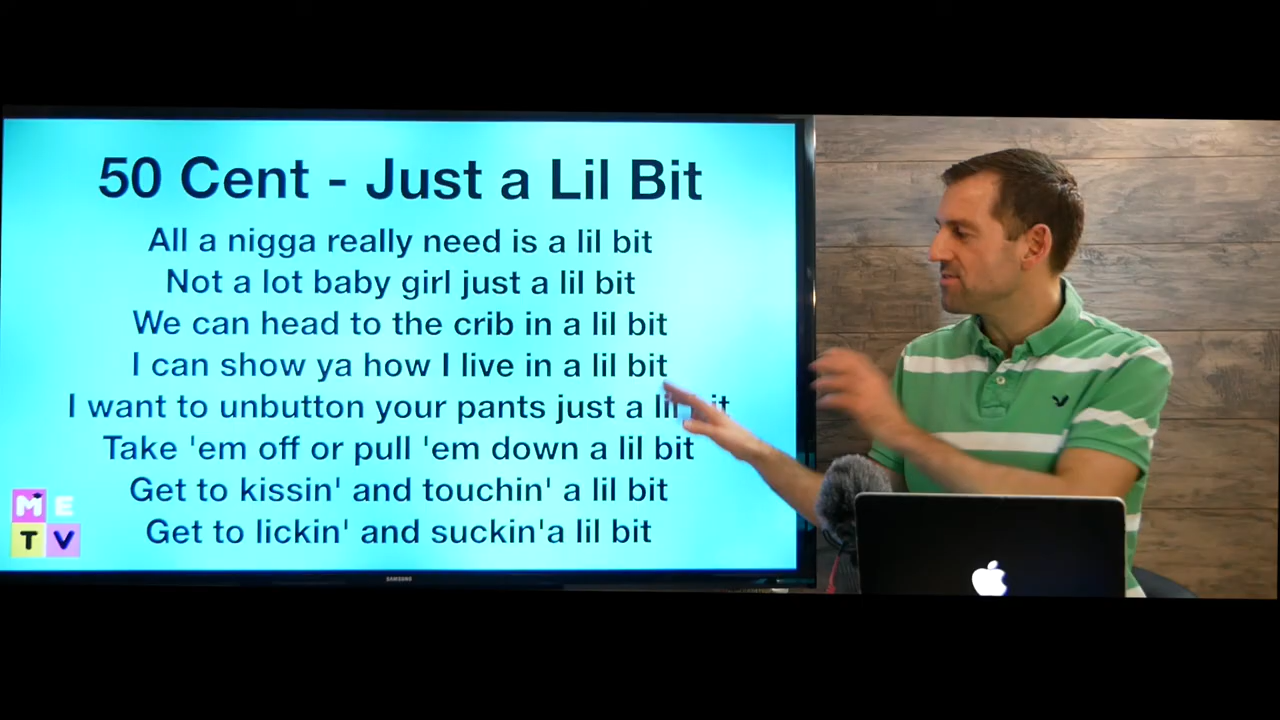 50 Cent - Just a Lil Bit
All a nigga really need is a lil bit
Not a lot baby girl just a lil bit
We can head to the crib in a lil bit
I can show ya how I live in a lil bit
I want to unbutton your pants just a lil bit
Take 'em off or pull 'em down a lil bit
Get to kissin' and touchin' a lil bit
Get to lickin' and suckin'a lil bit
M E
T V
SAMSUNG